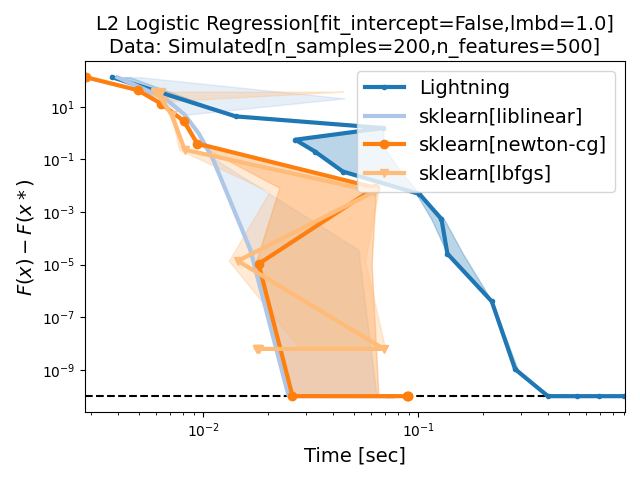 L2 Logistic Regression[fit_intercept=False,lmbd=1.0]
Data: Simulated[n_samples=200,n_features=500]
Lightning
sklearn[liblinear]
sklearn[newton-cg]
sklearn[lbfgs]
10¹
10⁻¹
10⁻³
10⁻⁵
10⁻⁷
10⁻⁹
F(x) − F(x*)
10⁻²
10⁻¹
Time [sec]